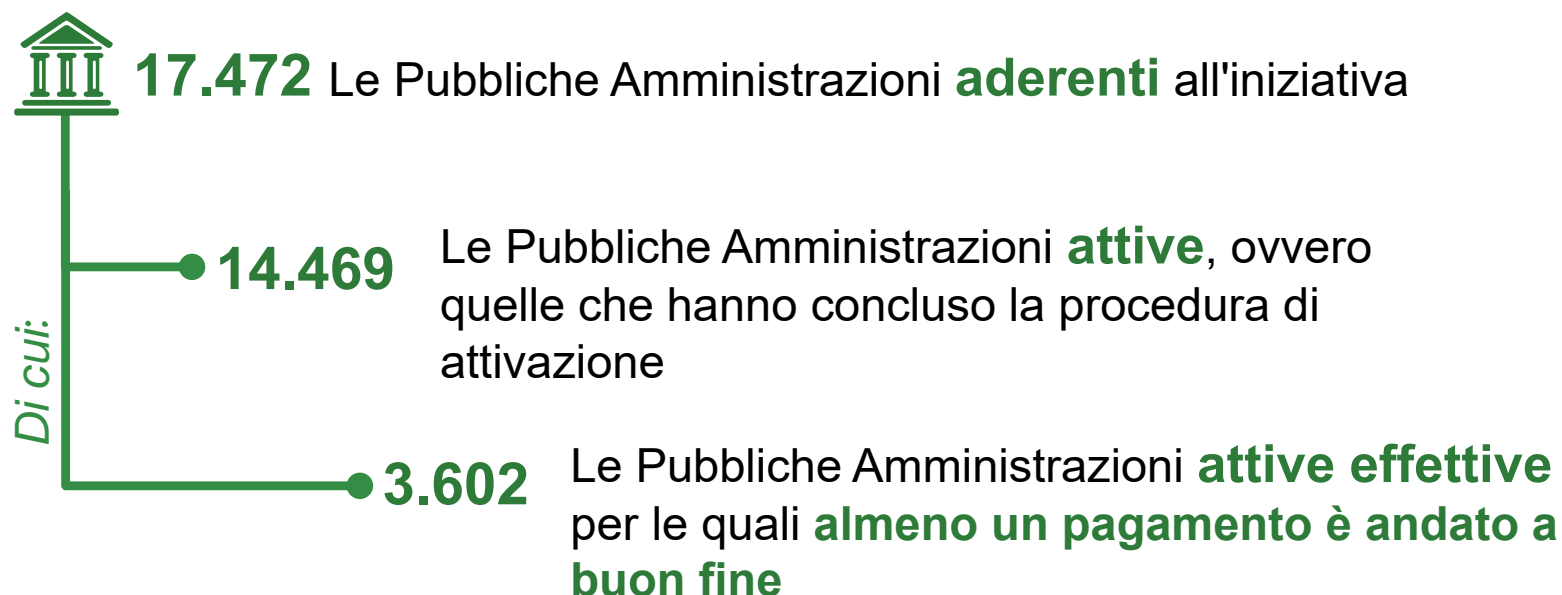 17.472 Le Pubbliche Amministrazioni aderenti all'iniziativa
14.469
Le Pubbliche Amministrazioni attive, ovvero
quelle che hanno concluso la procedura di
attivazione
Di cui:
3.602
Le Pubbliche Amministrazioni attive effettive
per le quali almeno un pagamento è andato a
buon fine